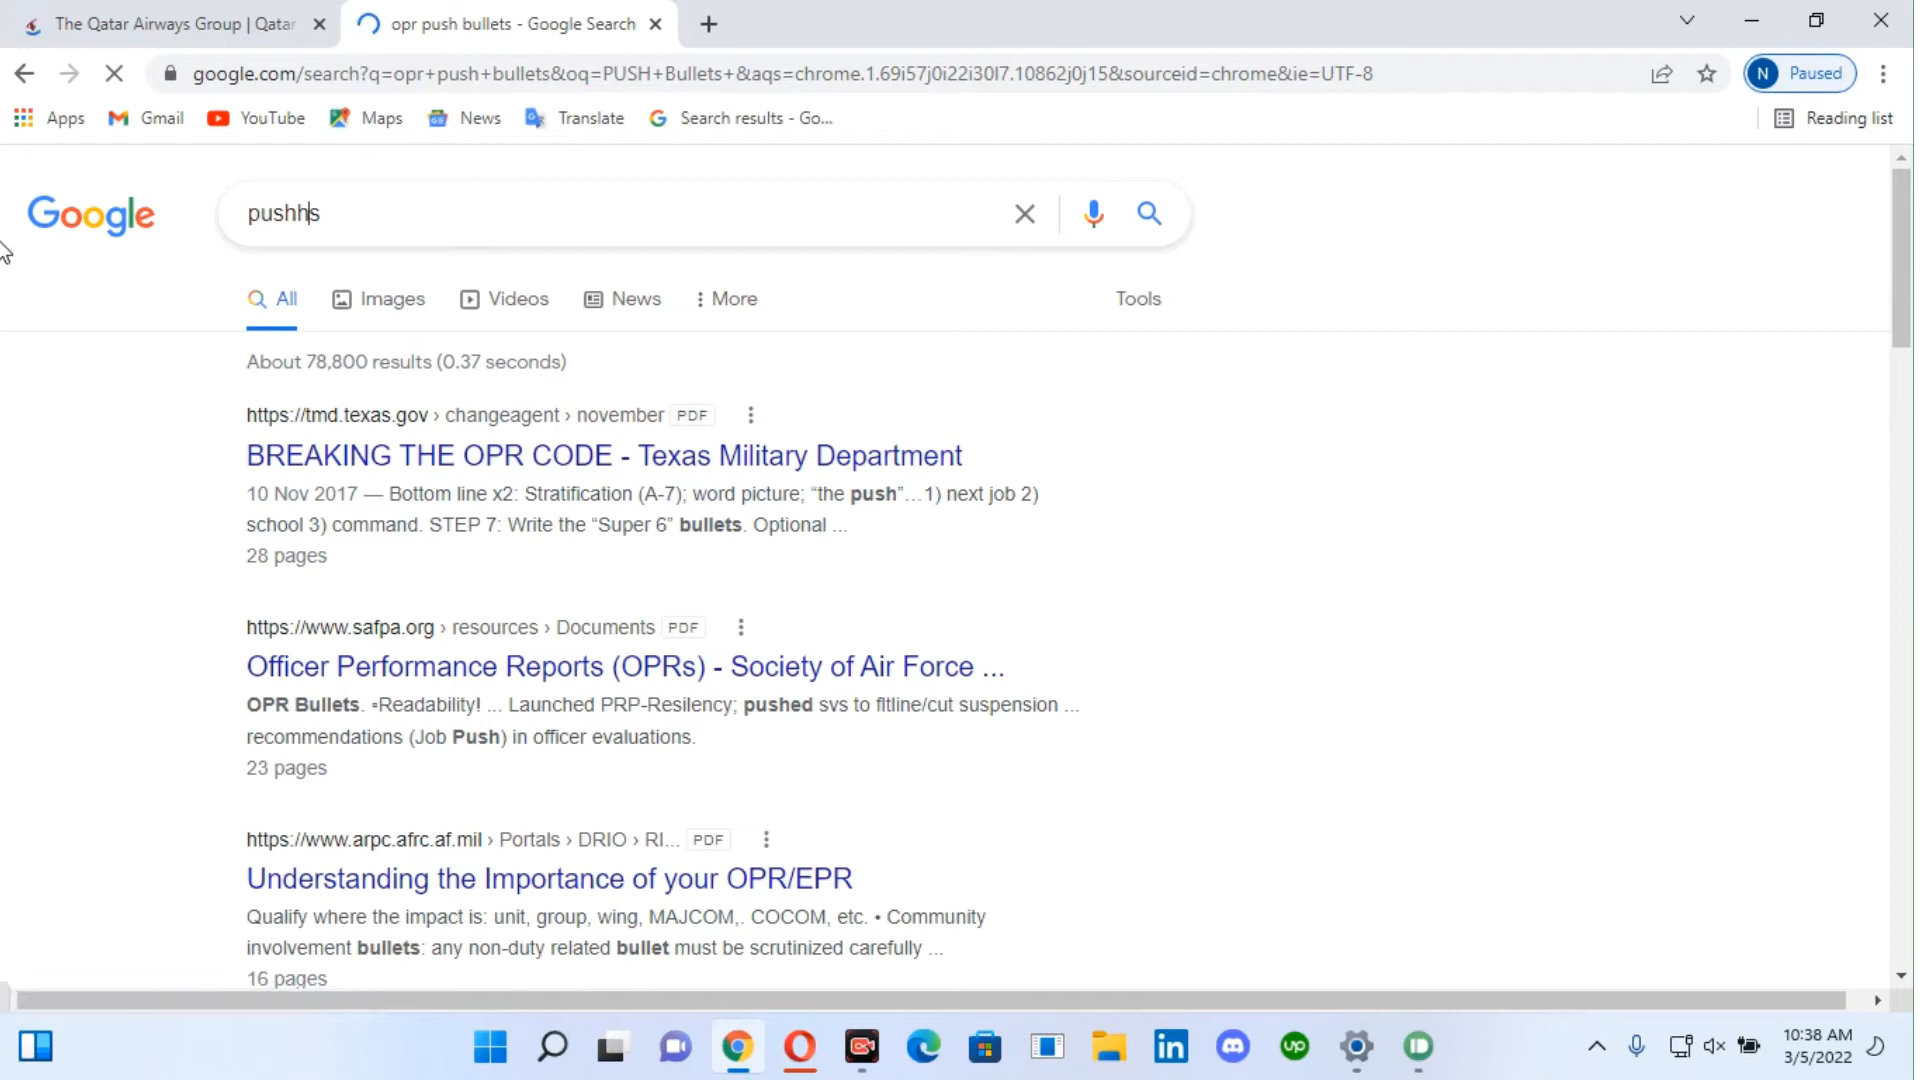 The Qatar Airways Group | Qatar
opr push bullets - Google Search
google.com/search?q=opr+push+bullets&oq=PUSH+Bullets+&aqs=chrome.1.69i57j0i22i30l7.10862j0j15&sourceid=chrome&ie=UTF-8
N Paused
Apps Gmail YouTube Maps News Translate Search results - Go... Reading list
Google
pushhs
All Images Videos News More Tools
About 78,800 results (0.37 seconds)
https://tmd.texas.gov › changeagent › november PDF
BREAKING THE OPR CODE - Texas Military Department
10 Nov 2017 — Bottom line x2: Stratification (A-7); word picture; “the push”…1) next job 2)
school 3) command. STEP 7: Write the “Super 6” bullets. Optional ...
28 pages
https://www.safpa.org › resources › Documents PDF
Officer Performance Reports (OPRs) - Society of Air Force ...
OPR Bullets. ▪Readability! ... Launched PRP-Resilency; pushed svs to fltline/cut suspension ...
recommendations (Job Push) in officer evaluations.
23 pages
https://www.arpc.afrc.af.mil › Portals › DRIO › RI... PDF
Understanding the Importance of your OPR/EPR
Qualify where the impact is: unit, group, wing, MAJCOM,. COCOM, etc. • Community
involvement bullets: any non-duty related bullet must be scrutinized carefully ...
16 pages
in
up
10:38 AM
3/5/2022